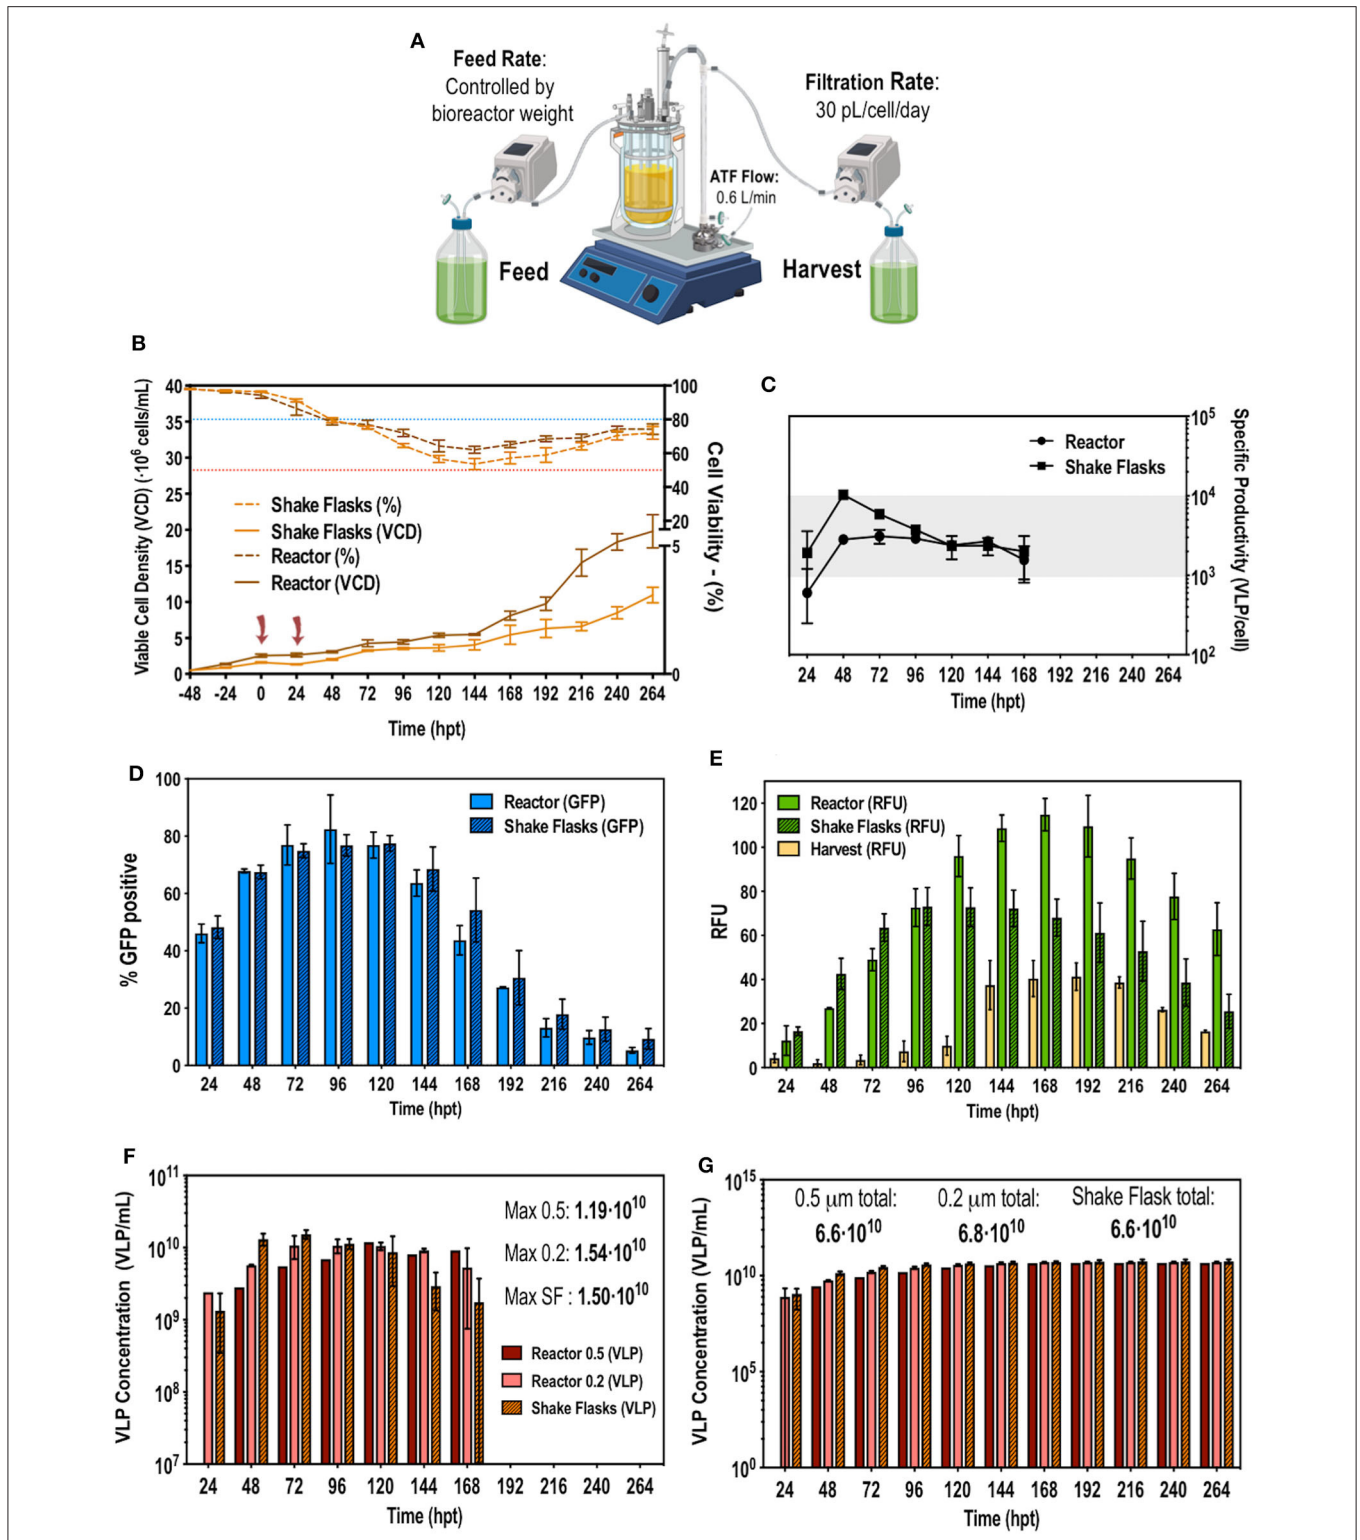 A
Feed Rate:
Controlled by
bioreactor weight
Filtration Rate:
30 pL/cell/day
ATF Flow:
0.6 L/min
Feed
Harvest
B
Viable Cell Density (VCD) (·10⁶ cells/mL)
40
35
30
25
20
15
10
5
0
100
80
60
40
20
5
0
Cell Viability - (%)
Shake Flasks (%)
Shake Flasks (VCD)
Reactor (%)
Reactor (VCD)
-48 -24 0 24 48 72 96 120 144 168 192 216 240 264
Time (hpt)
C
Reactor
Shake Flasks
10⁵
10⁴
10³
10²
Specific Productivity (VLP/cell)
24 48 72 96 120 144 168 192 216 240 264
Time (hpt)
D
% GFP positive
100
80
60
40
20
0
Reactor (GFP)
Shake Flasks (GFP)
24 48 72 96 120 144 168 192 216 240 264
Time (hpt)
E
RFU
120
100
80
60
40
20
0
Reactor (RFU)
Shake Flasks (RFU)
Harvest (RFU)
24 48 72 96 120 144 168 192 216 240 264
Time (hpt)
F
VLP Concentration (VLP/mL)
10¹¹
10¹⁰
10⁹
10⁸
10⁷
Max 0.5: 1.19·10¹⁰
Max 0.2: 1.54·10¹⁰
Max SF : 1.50·10¹⁰
Reactor 0.5 (VLP)
Reactor 0.2 (VLP)
Shake Flasks (VLP)
24 48 72 96 120 144 168 192 216 240 264
Time (hpt)
G
VLP Concentration (VLP/mL)
10¹⁵
10¹⁰
10⁵
10⁰
0.5 µm total:
6.6·10¹⁰
0.2 µm total:
6.8·10¹⁰
Shake Flask total:
6.6·10¹⁰
24 48 72 96 120 144 168 192 216 240 264
Time (hpt)